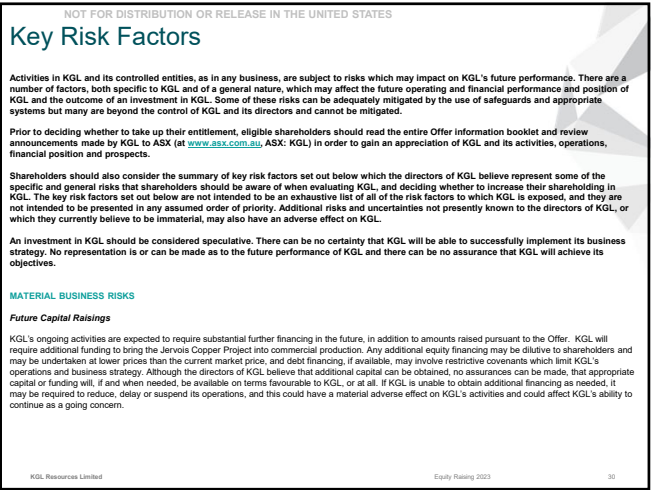 NOT FOR DISTRIBUTION OR RELEASE IN THE UNITED STATES
Key Risk Factors
Activities in KGL and its controlled entities, as in any business, are subject to risks which may impact on KGL's future performance. There are a
number of factors, both specific to KGL and of a general nature, which may affect the future operating and financial performance and position of
KGL and the outcome of an investment in KGL. Some of these risks can be adequately mitigated by the use of safeguards and appropriate
systems but many are beyond the control of KGL and its directors and cannot be mitigated.
Prior to deciding whether to take up their entitlement, eligible shareholders should read the entire Offer information booklet and review
announcements made by KGL to ASX (at www.asx.com.au, ASX: KGL) in order to gain an appreciation of KGL and its activities, operations,
financial position and prospects.
Shareholders should also consider the summary of key risk factors set out below which the directors of KGL believe represent some of the
specific and general risks that shareholders should be aware of when evaluating KGL, and deciding whether to increase their shareholding in
KGL. The key risk factors set out below are not intended to be an exhaustive list of all of the risk factors to which KGL is exposed, and they are
not intended to be presented in any assumed order of priority. Additional risks and uncertainties not presently known to the directors of KGL, or
which they currently believe to be immaterial, may also have an adverse effect on KGL.
An investment in KGL should be considered speculative. There can be no certainty that KGL will be able to successfully implement its business
strategy. No representation is or can be made as to the future performance of KGL and there can be no assurance that KGL will achieve its
objectives.
MATERIAL BUSINESS RISKS
Future Capital Raisings
KGL's ongoing activities are expected to require substantial further financing in the future, in addition to amounts raised pursuant to the Offer. KGL will
require additional funding to bring the Jervois Copper Project into commercial production. Any additional equity financing may be dilutive to shareholders and
may be undertaken at lower prices than the current market price, and debt financing, if available, may involve restrictive covenants which limit KGL's
operations and business strategy. Although the directors of KGL believe that additional capital can be obtained, no assurances can be made, that appropriate
capital or funding will, if and when needed, be available on terms favourable to KGL, or at all. If KGL is unable to obtain additional financing as needed, it
may be required to reduce, delay or suspend its operations, and this could have a material adverse effect on KGL's activities and could affect KGL's ability to
continue as a going concern.
KGL Resources Limited Equity Raising 2023 30